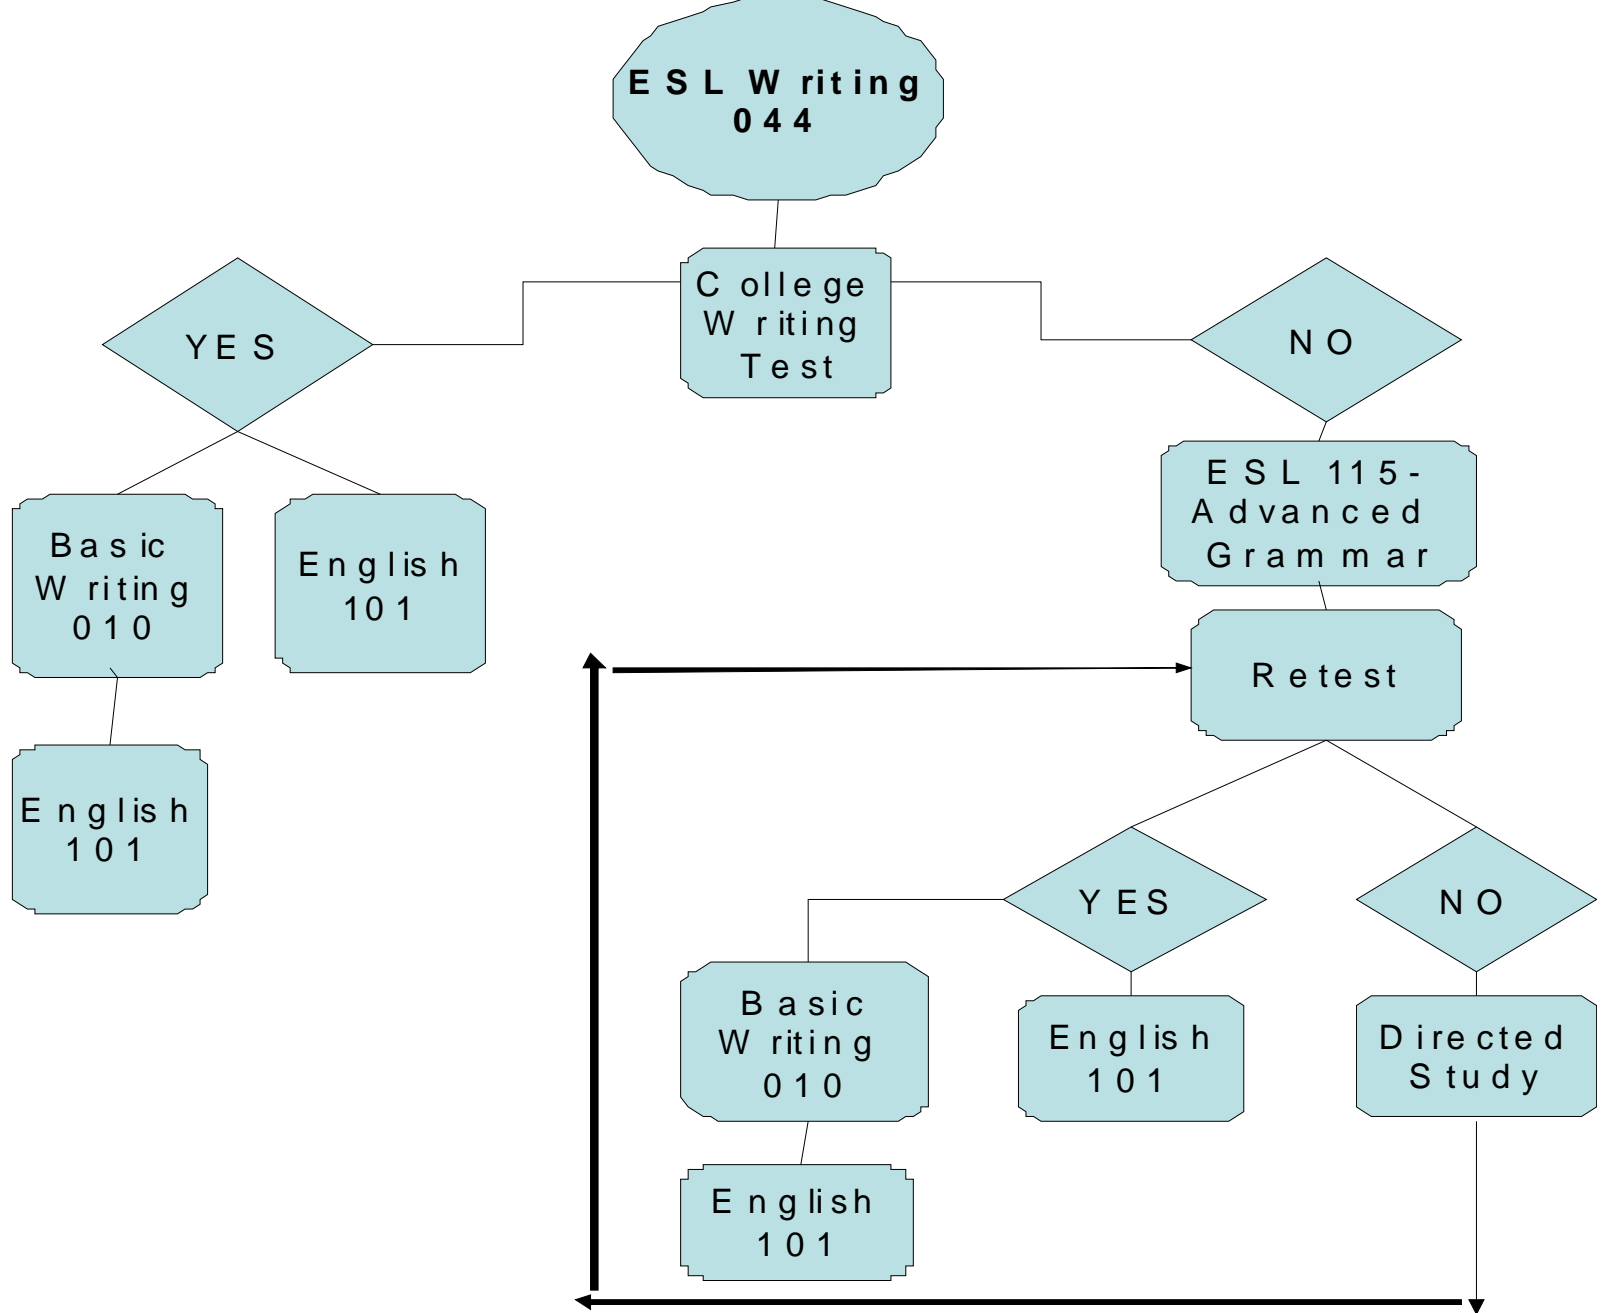 ESL Writing
044
College
Writing
Test
YES
NO
ESL 115-
Advanced
Grammar
Basic
Writing
010
English
101
Retest
English
101
YES
NO
Basic
Writing
010
English
101
Directed
Study
English
101